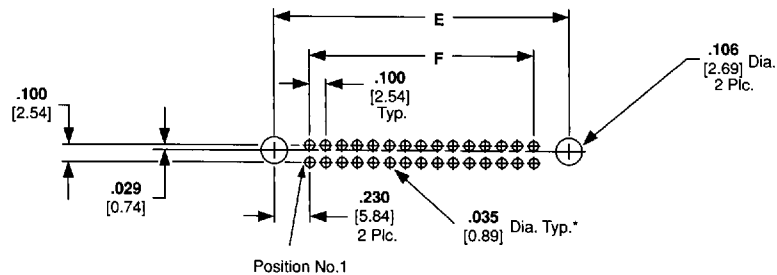 E
F
.106
[2.69] Dia.
2 Plc.
.100
[2.54]
Typ.
.100
[2.54]
.029
[0.74]
.230
[5.84]
2 Plc.
.035
[0.89] Dia. Typ.*
Position No.1